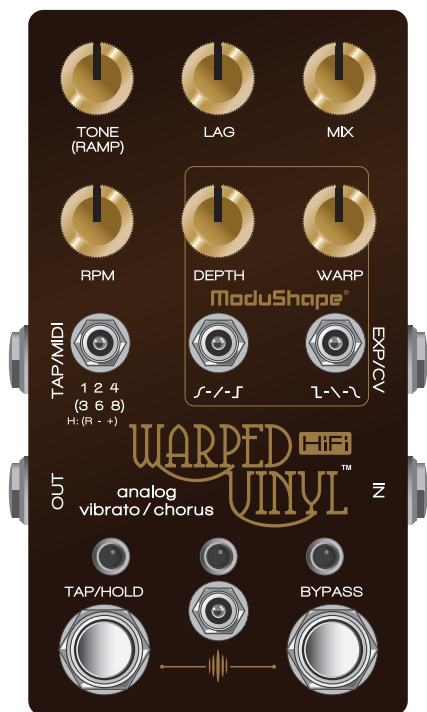 TONE
(RAMP)
LAG
MIX
RPM
DEPTH
WARP
ModuShape®
TAP/MIDI
EXP/CV
1 2 4
(3 6 8)
H: (R - +)
WARPED HiFi
VINYL™
OUT
IN
analog
vibrato/chorus
TAP/HOLD
BYPASS